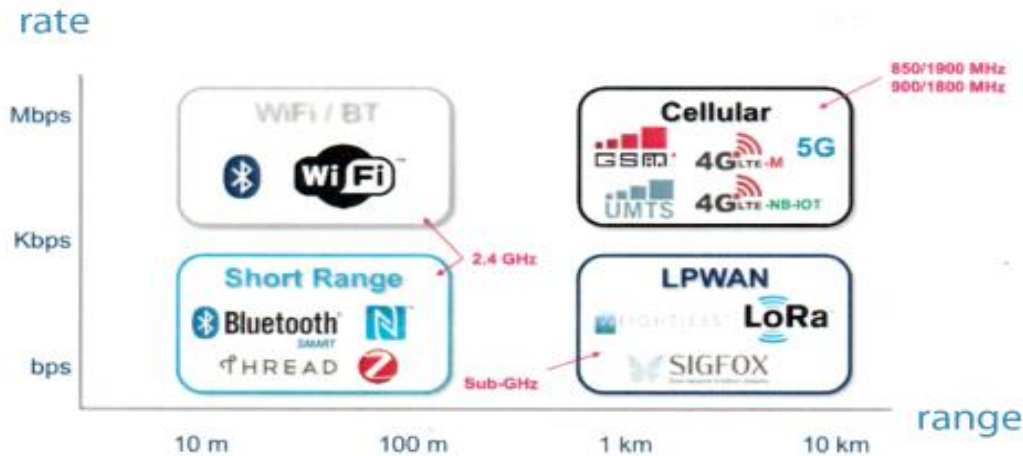 rate
850/1900 MHz
900/1800 MHz
Mbps
WiFi / BT
Cellular
WiFi
GSM
4G LTE-M
5G
UMTS
4G LTE-NB-IOT
Kbps
2.4 GHz
Short Range
LPWAN
Bluetooth
SMART
N
LoRa
THREAD
Z
SIGFOX
bps
Sub-GHz
range
10 m
100 m
1 km
10 km